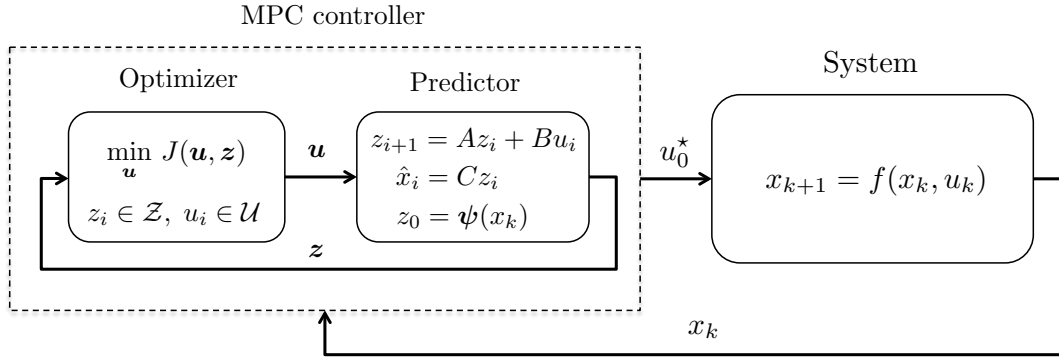 MPC controller
Optimizer
min J(𝒖, 𝒛)
𝒖
z_i ∈ 𝒵, u_i ∈ 𝒰
𝒖
Predictor
z_{i+1} = Az_i + Bu_i
x̂_i = Cz_i
z_0 = 𝝍(x_k)
𝒛
u_0^⋆
System
x_{k+1} = f(x_k, u_k)
x_k